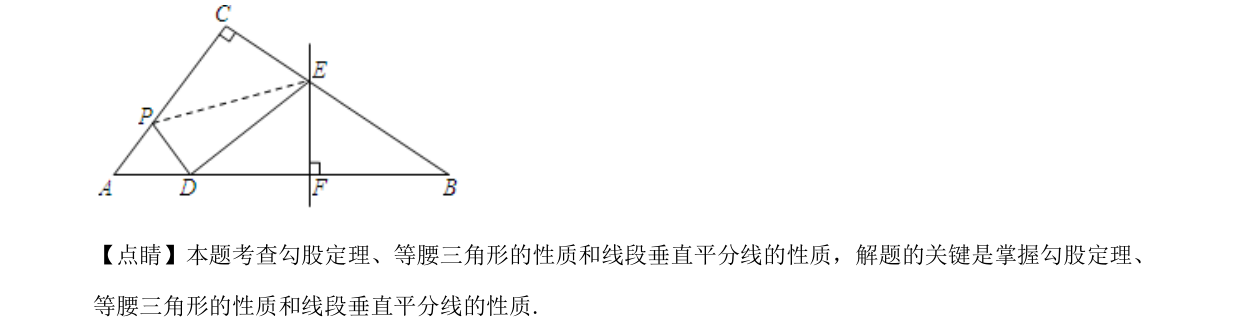 C
E
P
A D F B
【点睛】本题考查勾股定理、等腰三角形的性质和线段垂直平分线的性质，解题的关键是掌握勾股定理、
等腰三角形的性质和线段垂直平分线的性质.